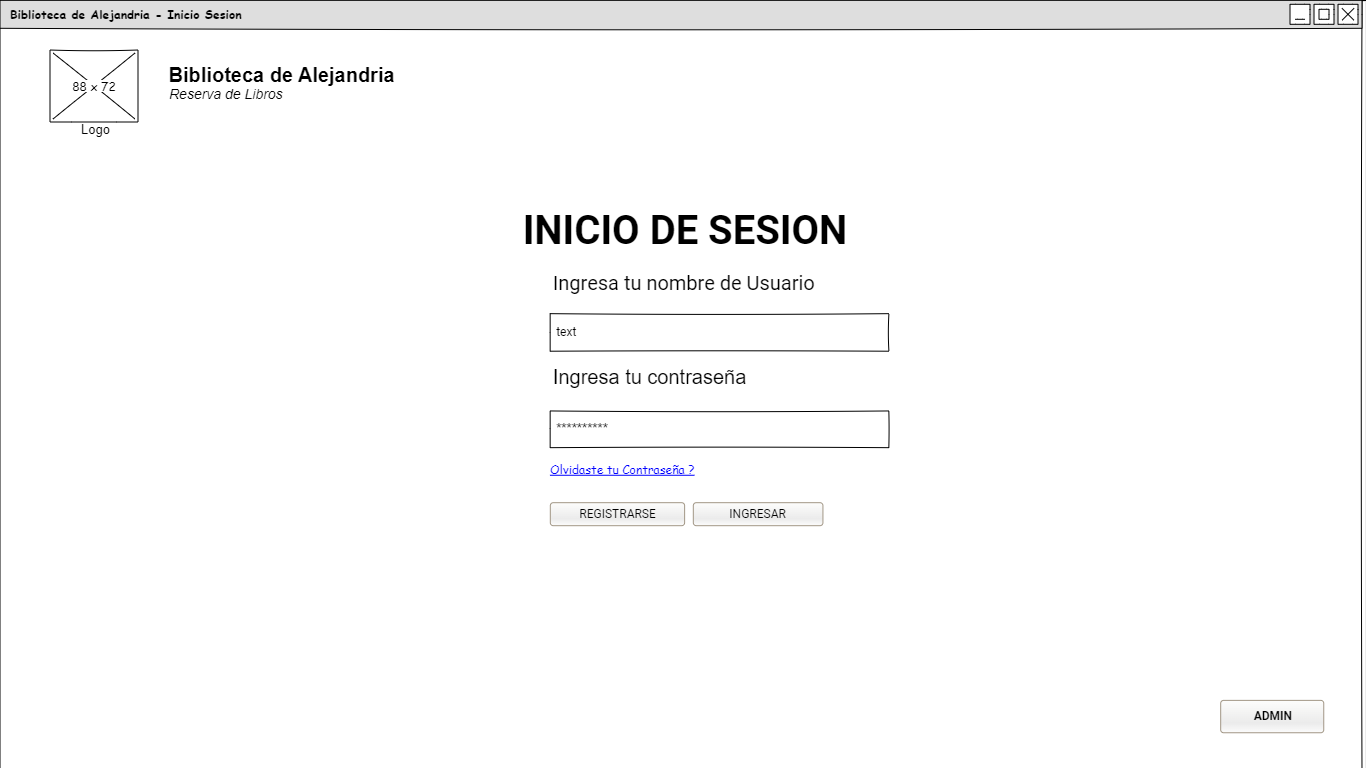 Biblioteca de Alejandria - Inicio Sesion
88 x 72
Logo
Biblioteca de Alejandria
Reserva de Libros
INICIO DE SESION
Ingresa tu nombre de Usuario
text
Ingresa tu contraseña
**********
Olvidaste tu Contraseña ?
REGISTRARSE INGRESAR
ADMIN